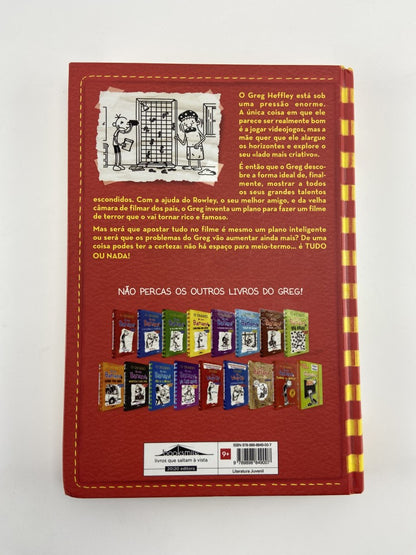 O Greg Heffley está sob
uma pressão enorme.
A única coisa em que ele
parece ser realmente bom
é a jogar videojogos, mas a
mãe quer que ele alargue
os horizontes e explore o
seu «lado mais criativo».
É então que o Greg desco-
bre a forma ideal de, final-
mente, mostrar a todos
os seus grandes talentos
escondidos. Com a ajuda do Rowley, o seu melhor amigo, e da velha
câmara de filmar dos pais, o Greg inventa um plano para fazer um filme
de terror que o vai tornar rico e famoso.
Mas será que apostar tudo no filme é mesmo um plano inteligente
ou será que os problemas do Greg vão aumentar ainda mais? De uma
coisa podes ter a certeza: não há espaço para meio-termo... é TUDO
OU NADA!
NÃO PERCAS OS OUTROS LIVROS DO GREG!
booksmile
livros que saltam à vista
20|20 editora
9+
Literatura Juvenil